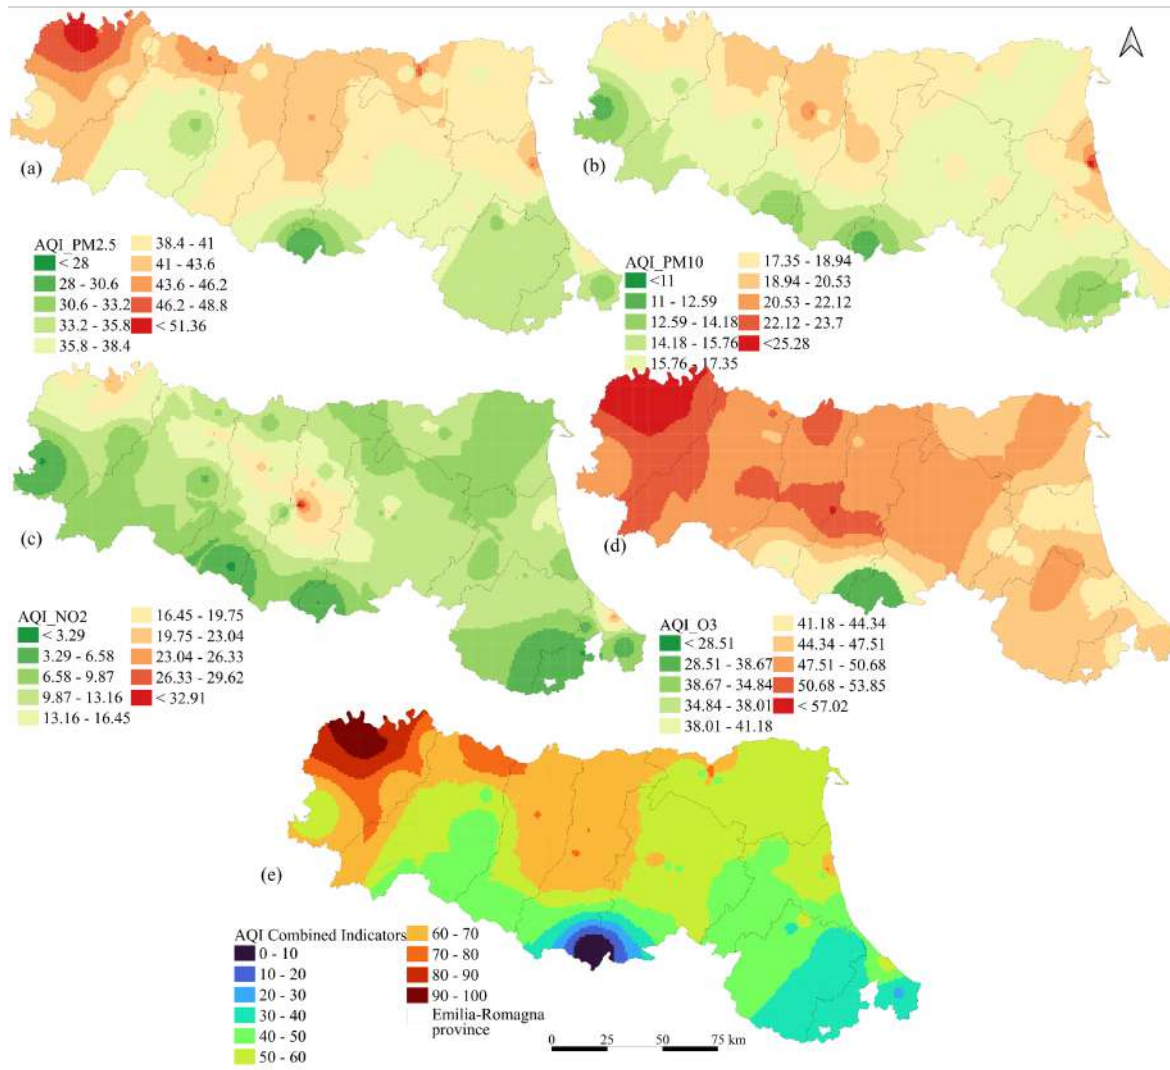 (a)
AQI_PM2.5
< 28
28 - 30.6
30.6 - 33.2
33.2 - 35.8
35.8 - 38.4
38.4 - 41
41 - 43.6
43.6 - 46.2
46.2 - 48.8
< 51.36
(b)
AQI_PM10
<11
11 - 12.59
12.59 - 14.18
14.18 - 15.76
15.76 - 17.35
17.35 - 18.94
18.94 - 20.53
20.53 - 22.12
22.12 - 23.7
<25.28
(c)
AQI_NO2
< 3.29
3.29 - 6.58
6.58 - 9.87
9.87 - 13.16
13.16 - 16.45
16.45 - 19.75
19.75 - 23.04
23.04 - 26.33
26.33 - 29.62
< 32.91
(d)
AQI_O3
< 28.51
28.51 - 38.67
38.67 - 34.84
34.84 - 38.01
38.01 - 41.18
41.18 - 44.34
44.34 - 47.51
47.51 - 50.68
50.68 - 53.85
< 57.02
(e)
AQI Combined Indicators
0 - 10
10 - 20
20 - 30
30 - 40
40 - 50
50 - 60
60 - 70
70 - 80
80 - 90
90 - 100
Emilia-Romagna
province
0 25 50 75 km